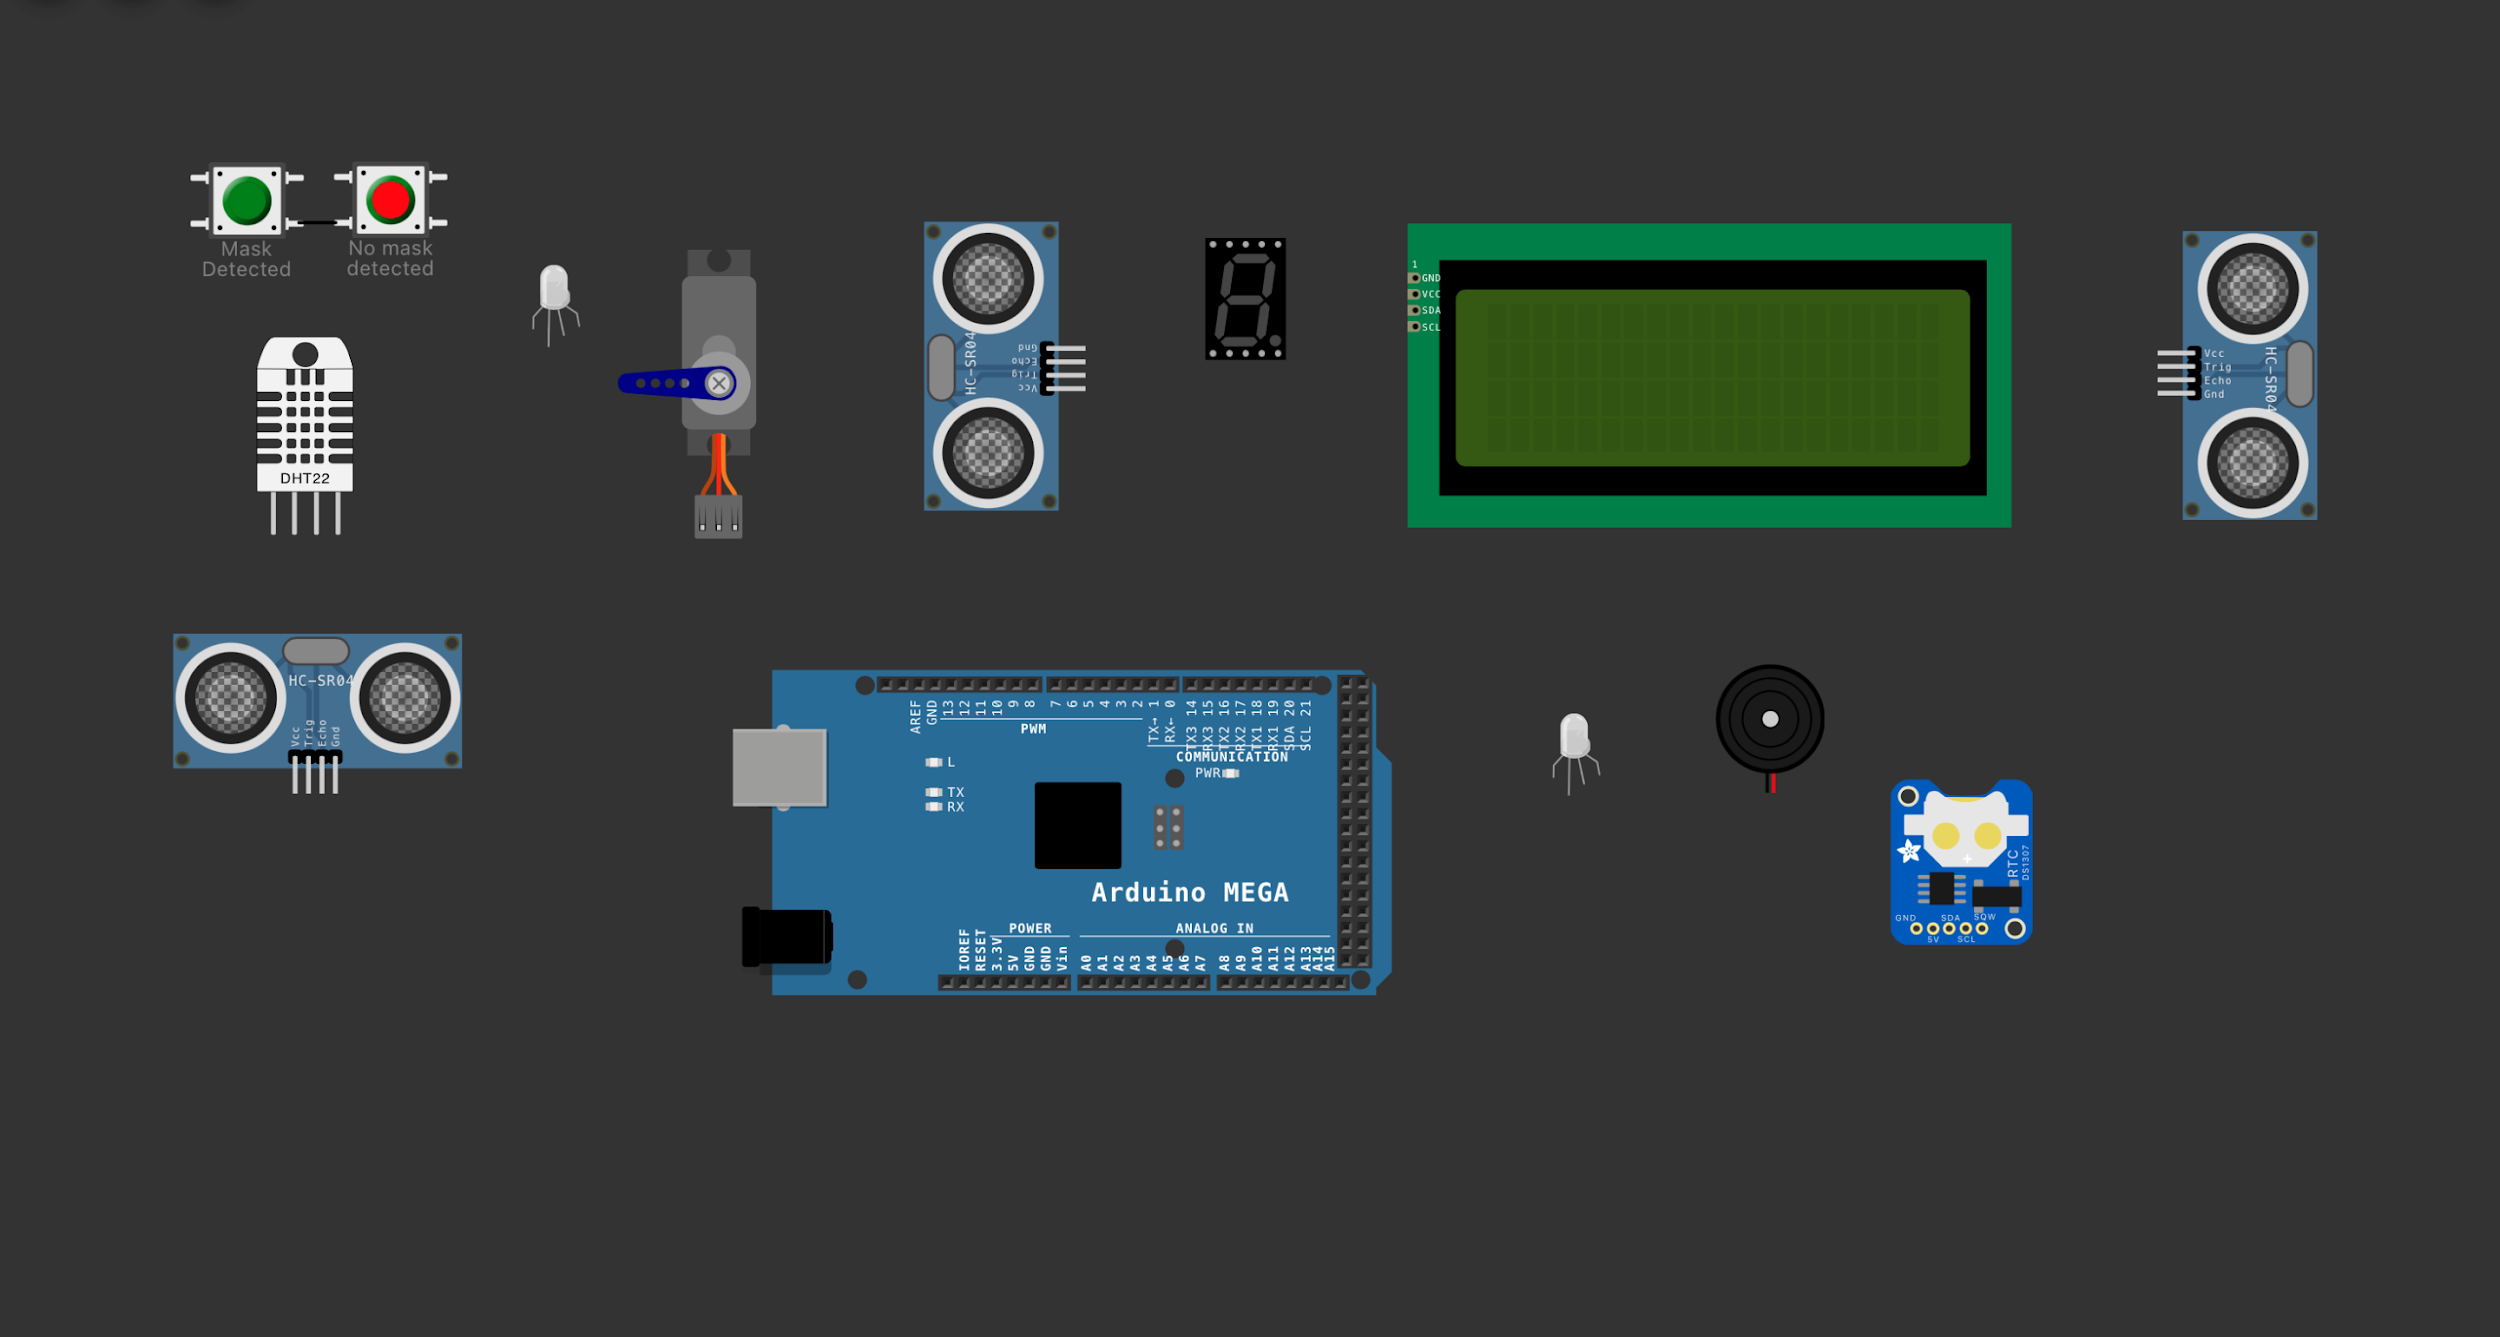 Mask
Detected
No mask
detected
DHT22
HC-SR04
Gnd
Echo
Trig
Vcc
1
GND
VCC
SDA
SCL
Vcc
Trig
Echo
Gnd
HC-SR04
HC-SR04
Vcc
Trig
Echo
Gnd
AREF
GND
13
12
11
10
9
8
7
6
5
4
3
2
TX→ 1
RX← 0
TX3 14
RX3 15
TX2 16
RX2 17
TX1 18
RX1 19
SDA 20
SCL 21
PWM
COMMUNICATION
L
PWR
TX
RX
Arduino MEGA
POWER
ANALOG IN
IOREF
RESET
3.3V
5V
GND
GND
Vin
A0
A1
A2
A3
A4
A5
A6
A7
A8
A9
A10
A11
A12
A13
A14
A15
+
RTC
DS1307
GND
SDA
SQW
5V
SCL